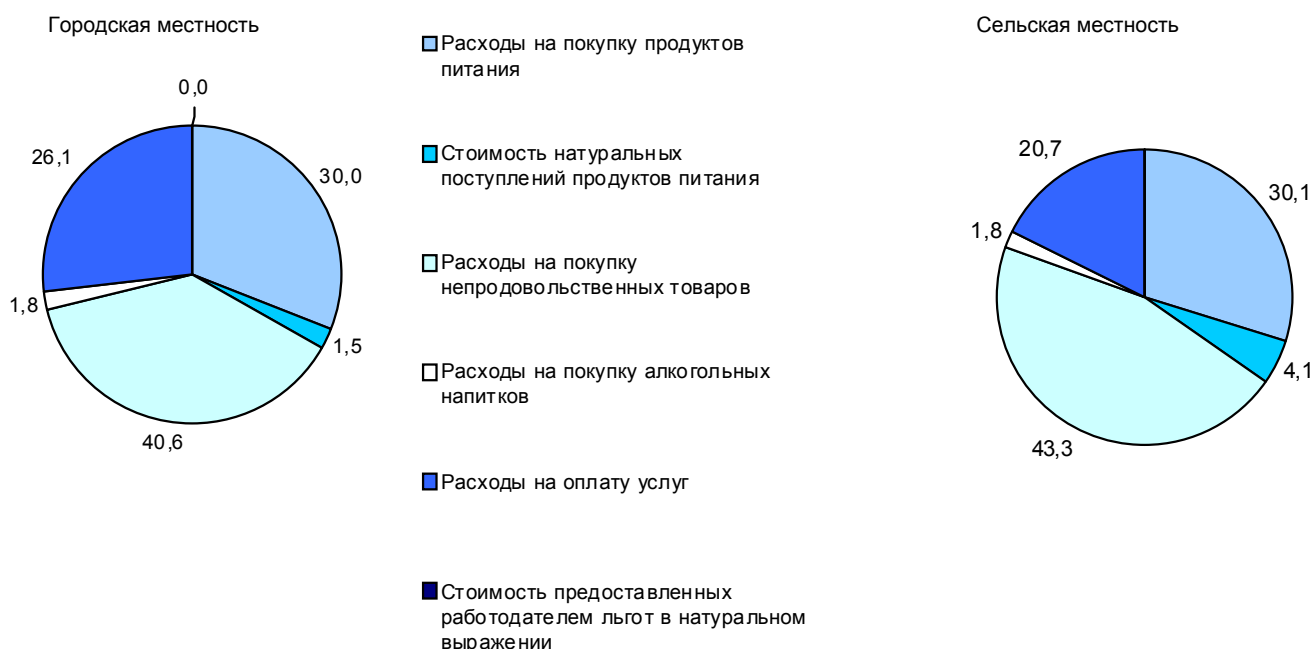 Городская местность
0,0
26,1
30,0
1,8
1,5
40,6
Расходы на покупку продуктов
питания
Стоимость натуральных
поступлений продуктов питания
Расходы на покупку
непродовольственных товаров
Расходы на покупку алкогольных
напитков
Расходы на оплату услуг
Стоимость предоставленных
работодателем льгот в натуральном
выражении
Сельская местность
20,7
30,1
1,8
4,1
43,3